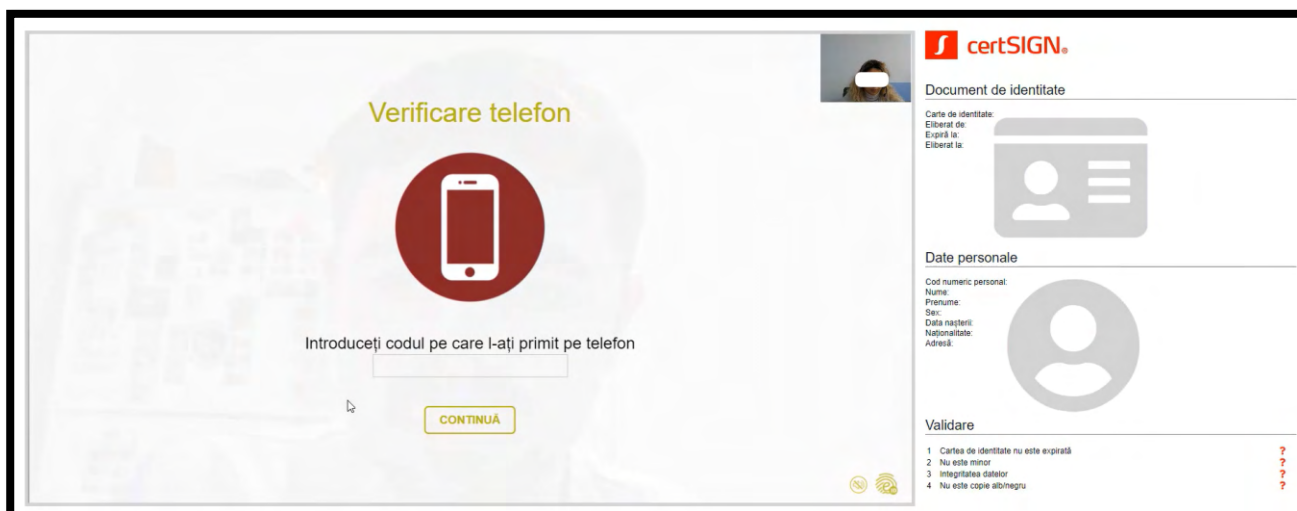 Verificare telefon
Introduceți codul pe care l-ați primit pe telefon
CONTINUĂ
certSIGN®
Document de identitate
Carte de identitate:
Eliberat de:
Expiră la:
Eliberat la:
Date personale
Cod numeric personal:
Nume:
Prenume:
Sex:
Data nașterii:
Naționalitate:
Adresă:
Validare
1 Cartea de identitate nu este expirată ?
2 Nu este minor ?
3 Integritatea datelor ?
4 Nu este copie alb/negru ?